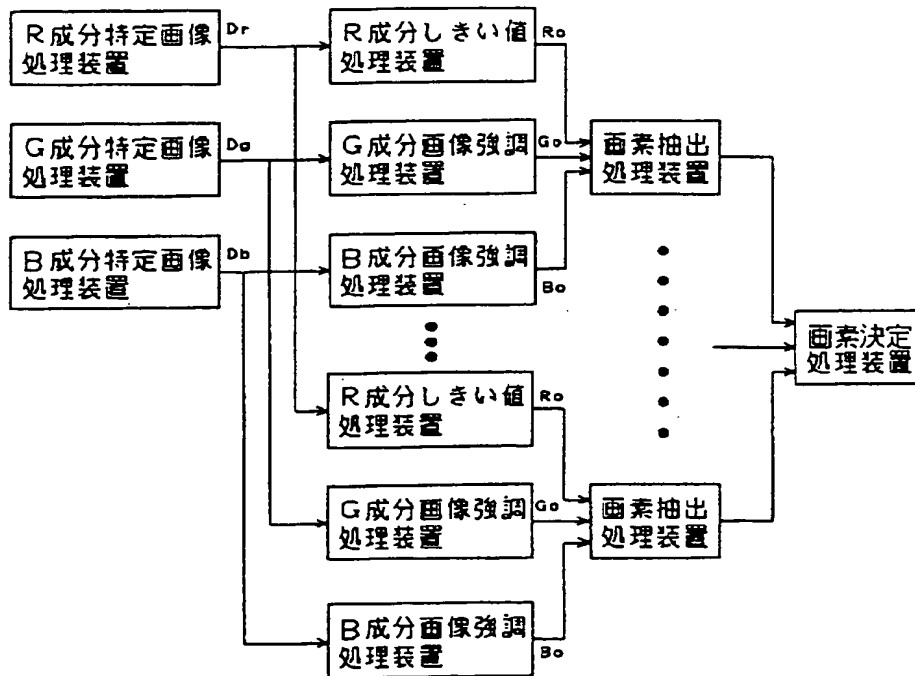 R成分特定画像
処理装置
Dr
R成分しきい値
処理装置
Ro
G成分特定画像
処理装置
Dg
G成分画像強調
処理装置
Go
画素抽出
処理装置
B成分特定画像
処理装置
Db
B成分画像強調
処理装置
Bo
画素決定
処理装置
R成分しきい値
処理装置
Ro
G成分画像強調
処理装置
Go
画素抽出
処理装置
B成分画像強調
処理装置
Bo